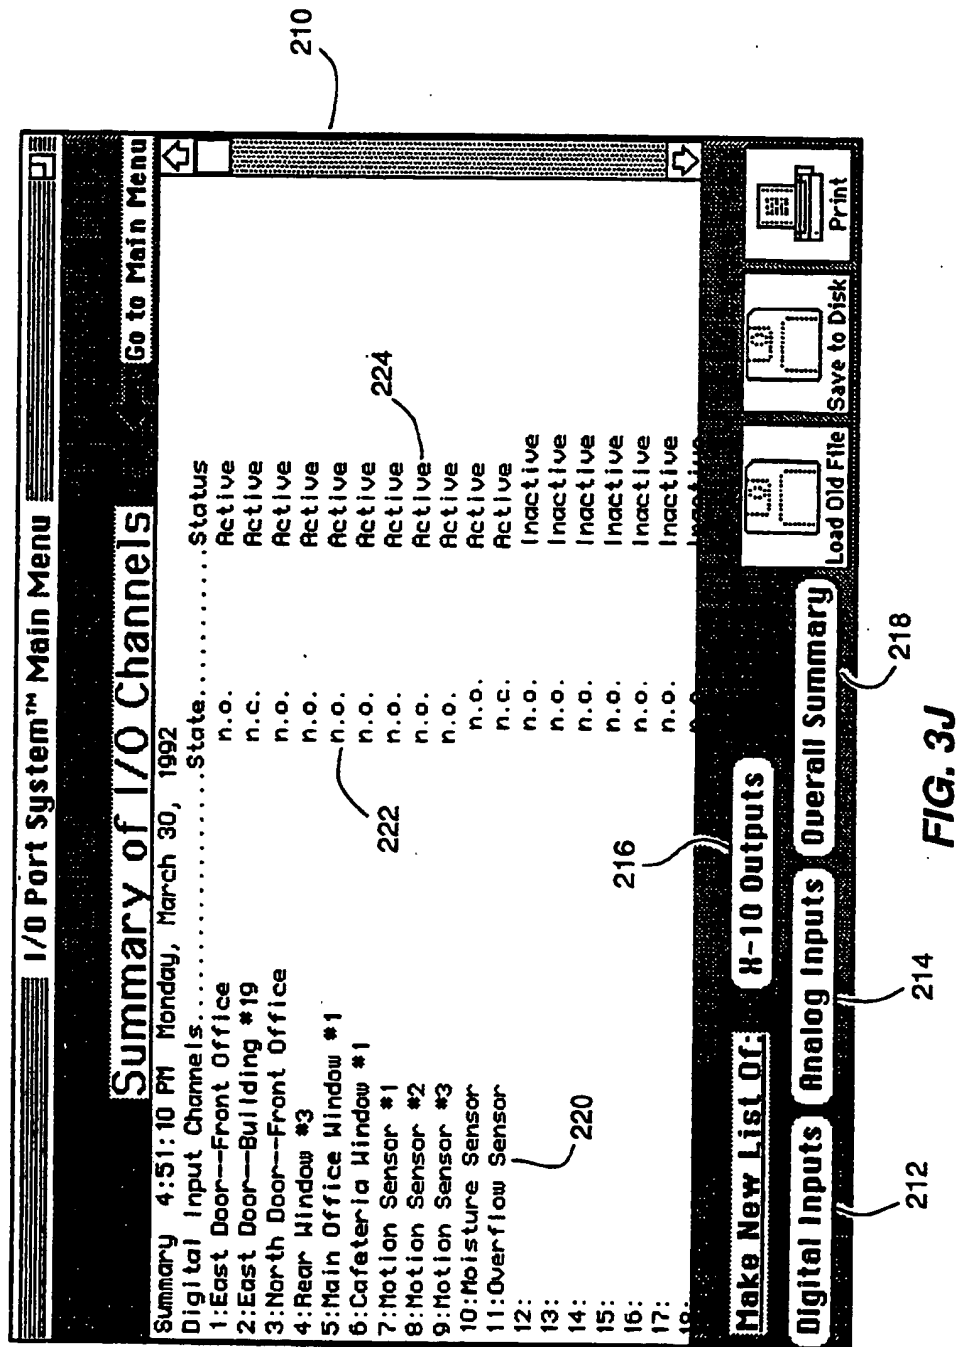 I/O Port System™ Main Menu
Summary of I/O Channels
Go to Main Menu
Summary 4:51:10 PM Monday, March 30, 1992
Digital Input Channels......................State............Status
1:East Door--Front Office n.o. Active
2:East Door--Building #19 n.c. Active
3:North Door--Front Office n.o. Active
4:Rear Window #3 n.o. Active
5:Main Office Window #1 n.o. Active
6:Cafeteria Window #1 n.o. Active
7:Motion Sensor #1 n.o. Active
8:Motion Sensor #2 n.o. Active
9:Motion Sensor #3 n.o. Active
10:Moisture Sensor n.o. Active
11:Overflow Sensor n.c. Active
12: n.o. Inactive
13: n.o. Inactive
14: n.o. Inactive
15: n.o. Inactive
16: n.o. Inactive
17: n.o. Inactive
18: n.o. Inactive
Make New List Of:
X-10 Outputs
Digital Inputs
Analog Inputs
Overall Summary
Load Old File
Save to Disk
Print
210
224
222
220
216
212
214
218
FIG. 3J